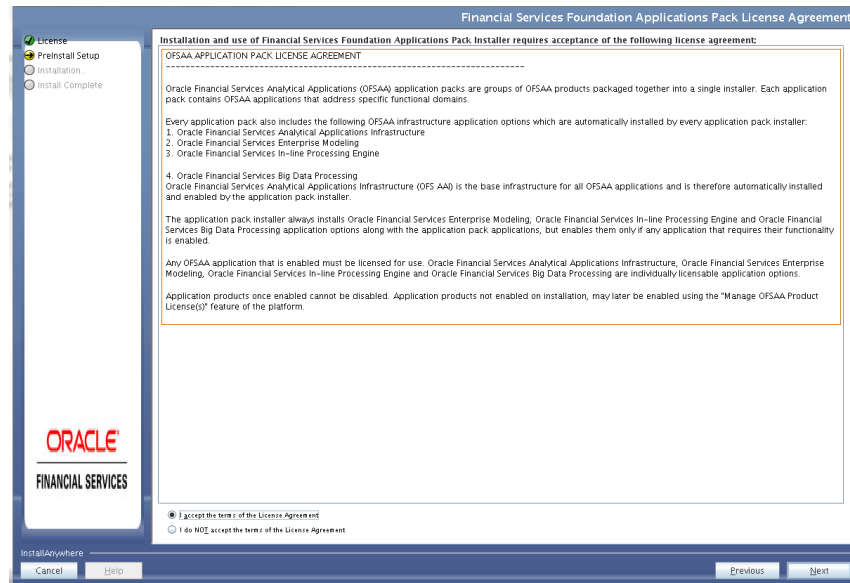 Financial Services Foundation Applications Pack License Agreement
License
PreInstall Setup
Installation..
Install Complete
Installation and use of Financial Services Foundation Applications Pack Installer requires acceptance of the following license agreement:
OFSAA APPLICATION PACK LICENSE AGREEMENT
--------------------------------------------------------------------------
Oracle Financial Services Analytical Applications (OFSAA) application packs are groups of OFSAA products packaged together into a single installer. Each application
pack contains OFSAA applications that address specific functional domains.
Every application pack also includes the following OFSAA infrastructure application options which are automatically installed by every application pack installer:
1. Oracle Financial Services Analytical Applications Infrastructure
2. Oracle Financial Services Enterprise Modeling
3. Oracle Financial Services In-line Processing Engine
4. Oracle Financial Services Big Data Processing
Oracle Financial Services Analytical Applications Infrastructure (OFS AAI) is the base infrastructure for all OFSAA applications and is therefore automatically installed
and enabled by the application pack installer.
The application pack installer always installs Oracle Financial Services Enterprise Modeling, Oracle Financial Services In-line Processing Engine and Oracle Financial
Services Big Data Processing application options along with the application pack applications, but enables them only if any application that requires their functionality
is enabled.
Any OFSAA application that is enabled must be licensed for use. Oracle Financial Services Analytical Applications Infrastructure, Oracle Financial Services Enterprise
Modeling, Oracle Financial Services In-line Processing Engine and Oracle Financial Services Big Data Processing are individually licensable application options.
Application products once enabled cannot be disabled. Application products not enabled on installation, may later be enabled using the "Manage OFSAA Product
License(s)" feature of the platform.
ORACLE
FINANCIAL SERVICES
I accept the terms of the License Agreement
I do NOT accept the terms of the License Agreement
InstallAnywhere
Cancel
Help
Previous
Next